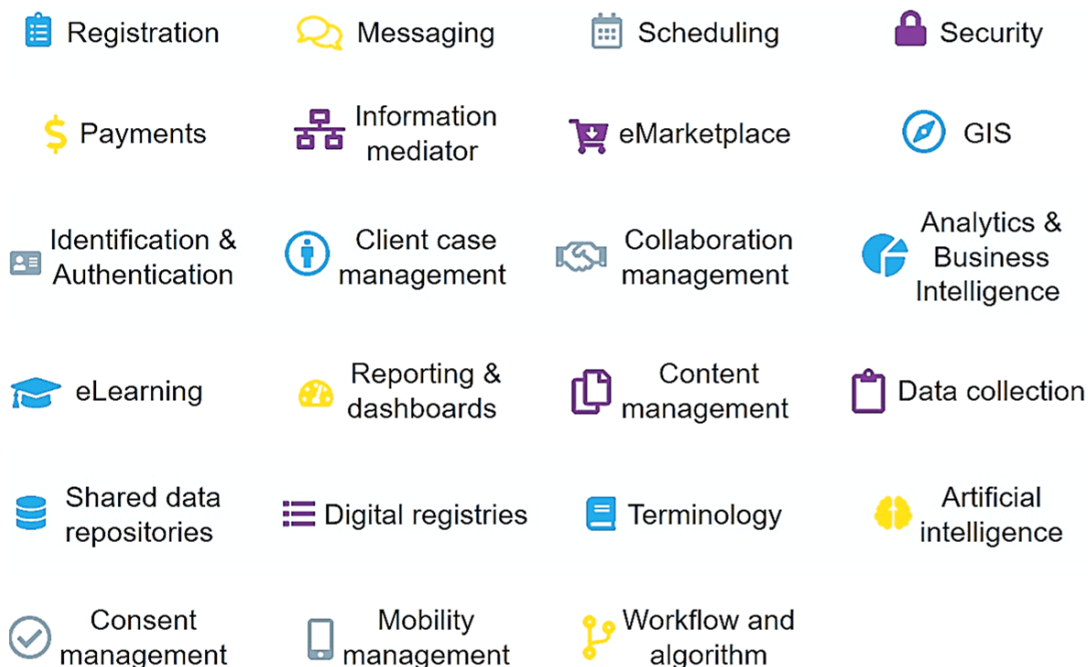 Registration
Messaging
Scheduling
Security
Payments
Information
mediator
eMarketplace
GIS
Identification &
Authentication
Client case
management
Collaboration
management
Analytics &
Business
Intelligence
eLearning
Reporting &
dashboards
Content
management
Data collection
Shared data
repositories
Digital registries
Terminology
Artificial
intelligence
Consent
management
Mobility
management
Workflow and
algorithm